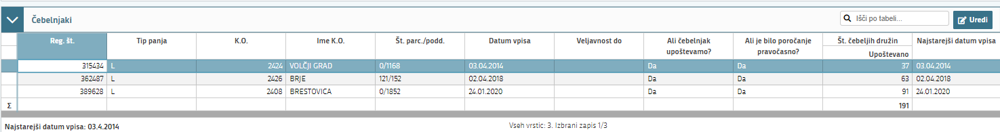 Čebelnjaki Išči po tabeli... Uredi
Reg. št. Tip panja K.O. Ime K.O. Št. parc./podd. Datum vpisa Veljavnost do Ali čebelnjak upoštevamo? Ali je bilo poročanje pravočasno? Št. čebeljih družin Najstarejši datum vpisa
Upoštevano
315434 L 2424 VOLČJI GRAD 0/1168 03.04.2014 Da Da 37 03.04.2014
362487 L 2426 BRJE 121/152 02.04.2018 Da Da 63 02.04.2018
389628 L 2408 BRESTOVICA 0/1852 24.01.2020 Da Da 91 24.01.2020
Σ 191
Najstarejši datum vpisa: 03.4.2014 Vseh vrstic: 3. Izbrani zapis 1/3